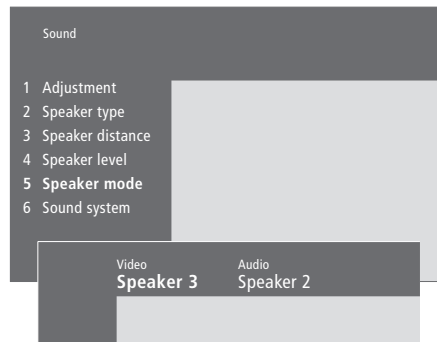 Sound
1 Adjustment
2 Speaker type
3 Speaker distance
4 Speaker level
5 Speaker mode
6 Sound system
Video Audio
Speaker 3 Speaker 2